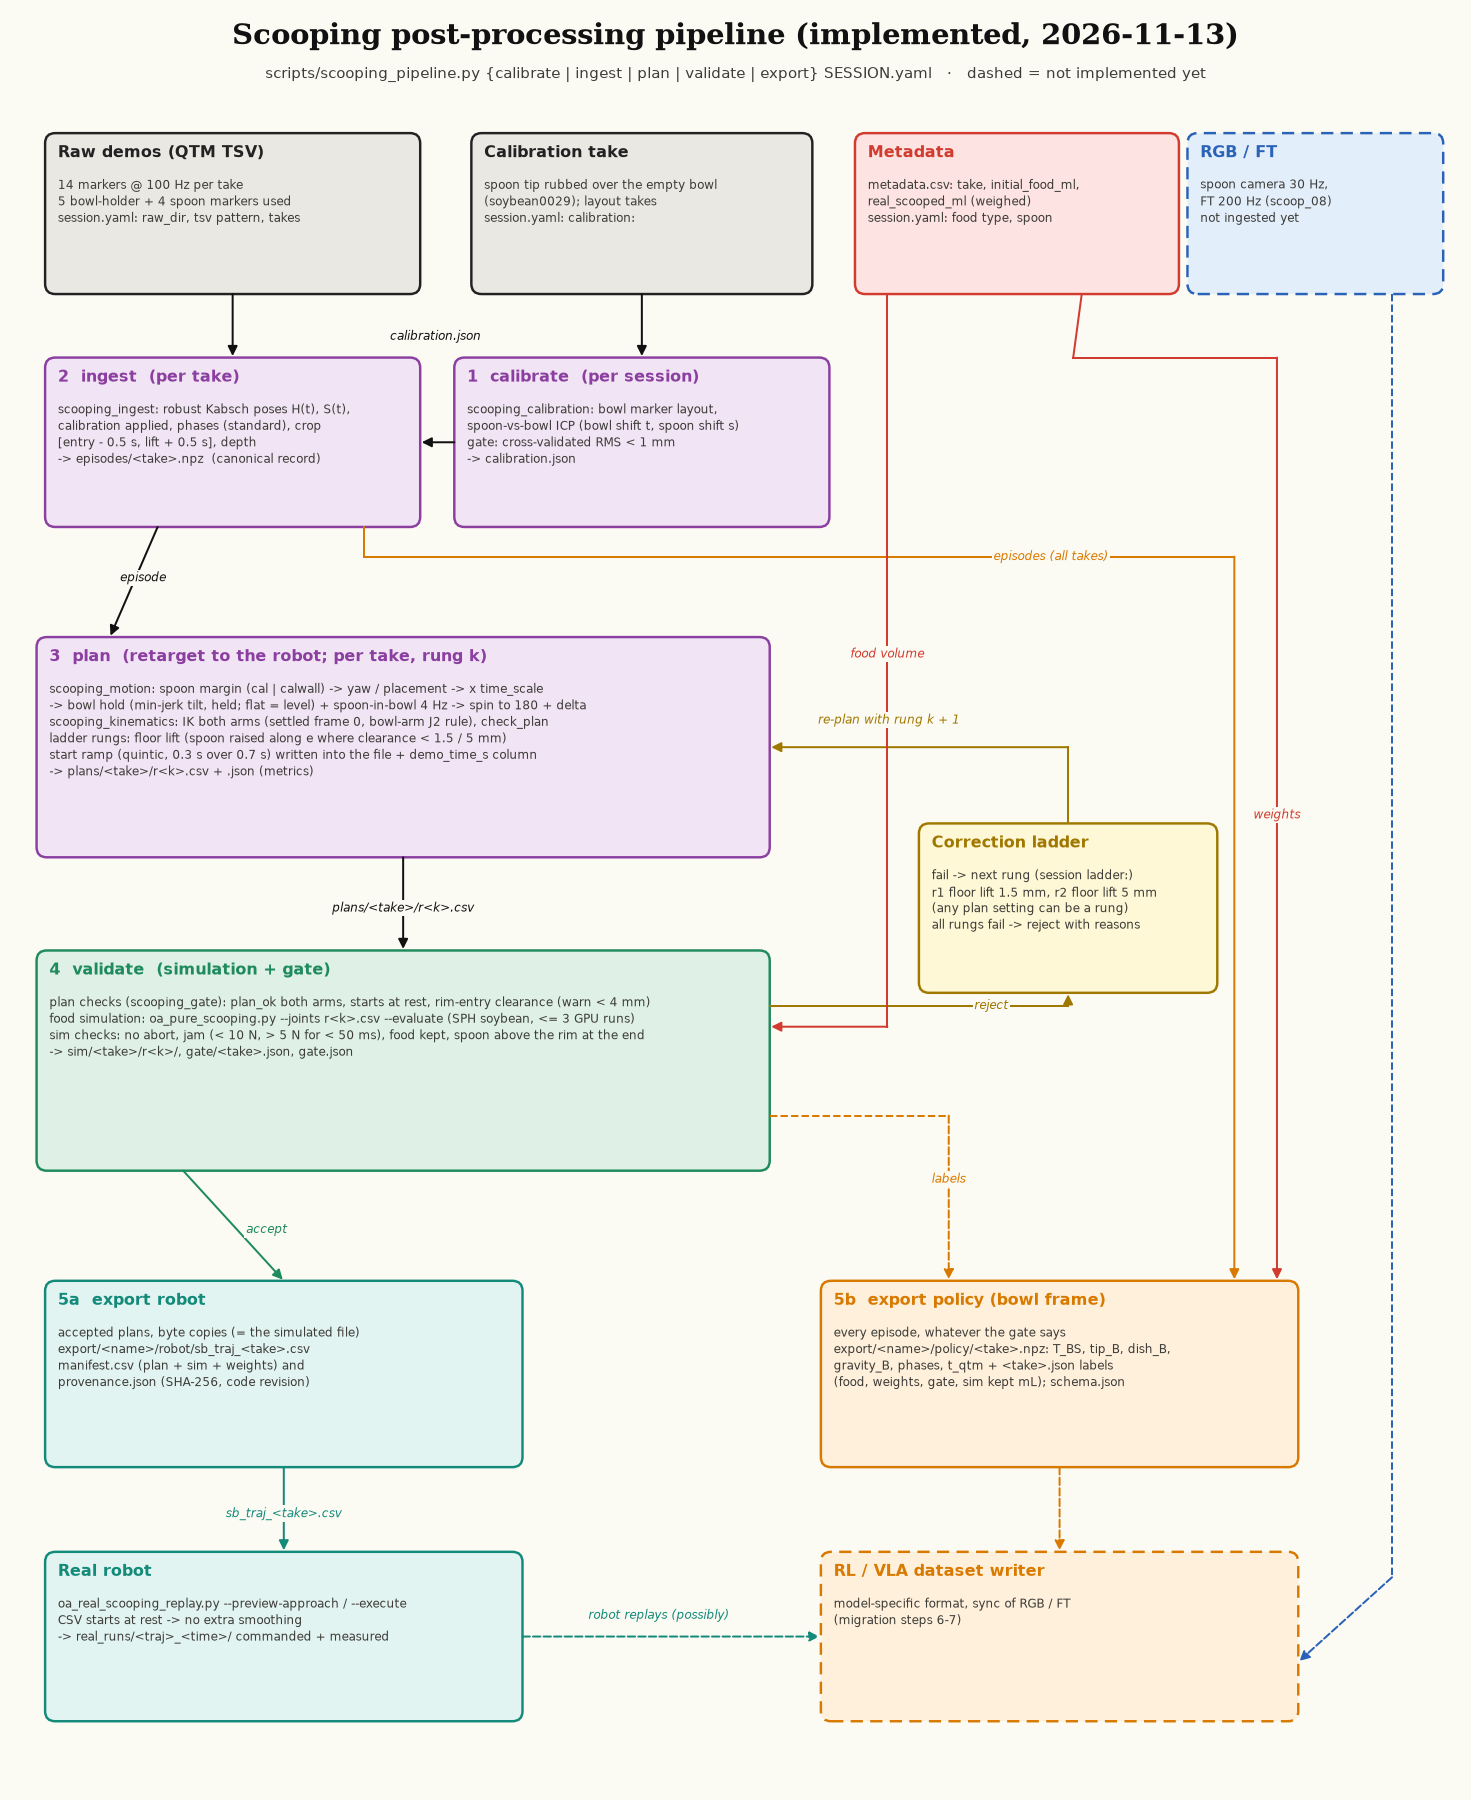 Scooping post-processing pipeline (implemented, 2026-11-13)
scripts/scooping_pipeline.py {calibrate | ingest | plan | validate | export} SESSION.yaml · dashed = not implemented yet
Raw demos (QTM TSV)
14 markers @ 100 Hz per take
5 bowl-holder + 4 spoon markers used
session.yaml: raw_dir, tsv pattern, takes
Calibration take
spoon tip rubbed over the empty bowl
(soybean0029); layout takes
session.yaml: calibration:
Metadata
metadata.csv: take, initial_food_ml,
real_scooped_ml (weighed)
session.yaml: food type, spoon
RGB / FT
spoon camera 30 Hz,
FT 200 Hz (scoop_08)
not ingested yet
calibration.json
2 ingest (per take)
scooping_ingest: robust Kabsch poses H(t), S(t),
calibration applied, phases (standard), crop
[entry - 0.5 s, lift + 0.5 s], depth
-> episodes/<take>.npz (canonical record)
1 calibrate (per session)
scooping_calibration: bowl marker layout,
spoon-vs-bowl ICP (bowl shift t, spoon shift s)
gate: cross-validated RMS < 1 mm
-> calibration.json
episodes (all takes)
episode
3 plan (retarget to the robot; per take, rung k)
scooping_motion: spoon margin (cal | calwall) -> yaw / placement -> x time_scale
-> bowl hold (min-jerk tilt, held; flat = level) + spoon-in-bowl 4 Hz -> spin to 180 + delta
scooping_kinematics: IK both arms (settled frame 0, bowl-arm J2 rule), check_plan
ladder rungs: floor lift (spoon raised along e where clearance < 1.5 / 5 mm)
start ramp (quintic, 0.3 s over 0.7 s) written into the file + demo_time_s column
-> plans/<take>/r<k>.csv + .json (metrics)
food volume
re-plan with rung k + 1
weights
Correction ladder
fail -> next rung (session ladder:)
r1 floor lift 1.5 mm, r2 floor lift 5 mm
(any plan setting can be a rung)
all rungs fail -> reject with reasons
plans/<take>/r<k>.csv
4 validate (simulation + gate)
plan checks (scooping_gate): plan_ok both arms, starts at rest, rim-entry clearance (warn < 4 mm)
food simulation: oa_pure_scooping.py --joints r<k>.csv --evaluate (SPH soybean, <= 3 GPU runs)
sim checks: no abort, jam (< 10 N, > 5 N for < 50 ms), food kept, spoon above the rim at the end
-> sim/<take>/r<k>/, gate/<take>.json, gate.json
reject
labels
accept
5a export robot
accepted plans, byte copies (= the simulated file)
export/<name>/robot/sb_traj_<take>.csv
manifest.csv (plan + sim + weights) and
provenance.json (SHA-256, code revision)
5b export policy (bowl frame)
every episode, whatever the gate says
export/<name>/policy/<take>.npz: T_BS, tip_B, dish_B,
gravity_B, phases, t_qtm + <take>.json labels
(food, weights, gate, sim kept mL); schema.json
sb_traj_<take>.csv
Real robot
oa_real_scooping_replay.py --preview-approach / --execute
CSV starts at rest -> no extra smoothing
-> real_runs/<traj>_<time>/ commanded + measured
robot replays (possibly)
RL / VLA dataset writer
model-specific format, sync of RGB / FT
(migration steps 6-7)